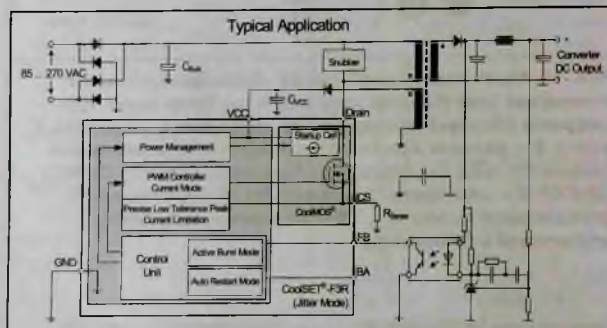 Typical Application
85 ... 270 VAC
CBulk
Snubber
Converter
DC Output
+
-
VCC
CVCC
Drain
Power Management
Startup Cell
PWM Controller
Current Mode
Precise Low Tolerance Peak
Current Limitation
CoolMOS®
CS
RSense
FB
GND
Control
Unit
Active Burst Mode
Auto Restart Mode
BA
CoolSET®-F3R
(Jitter Mode)